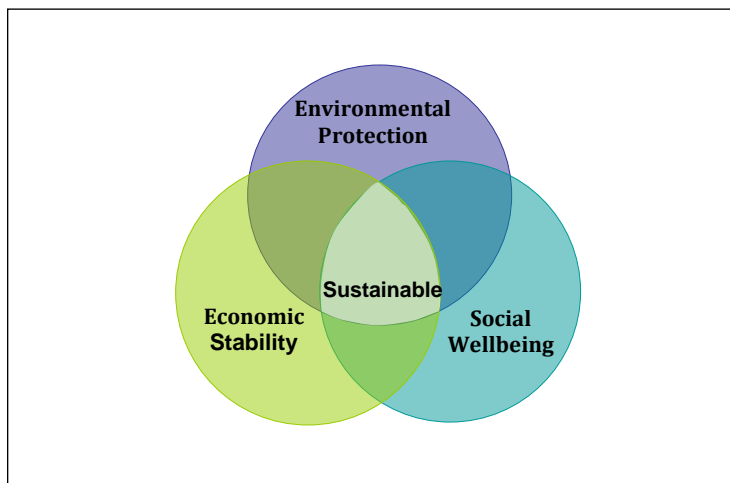 Environmental
Protection
Sustainable
Economic
Stability
Social
Wellbeing